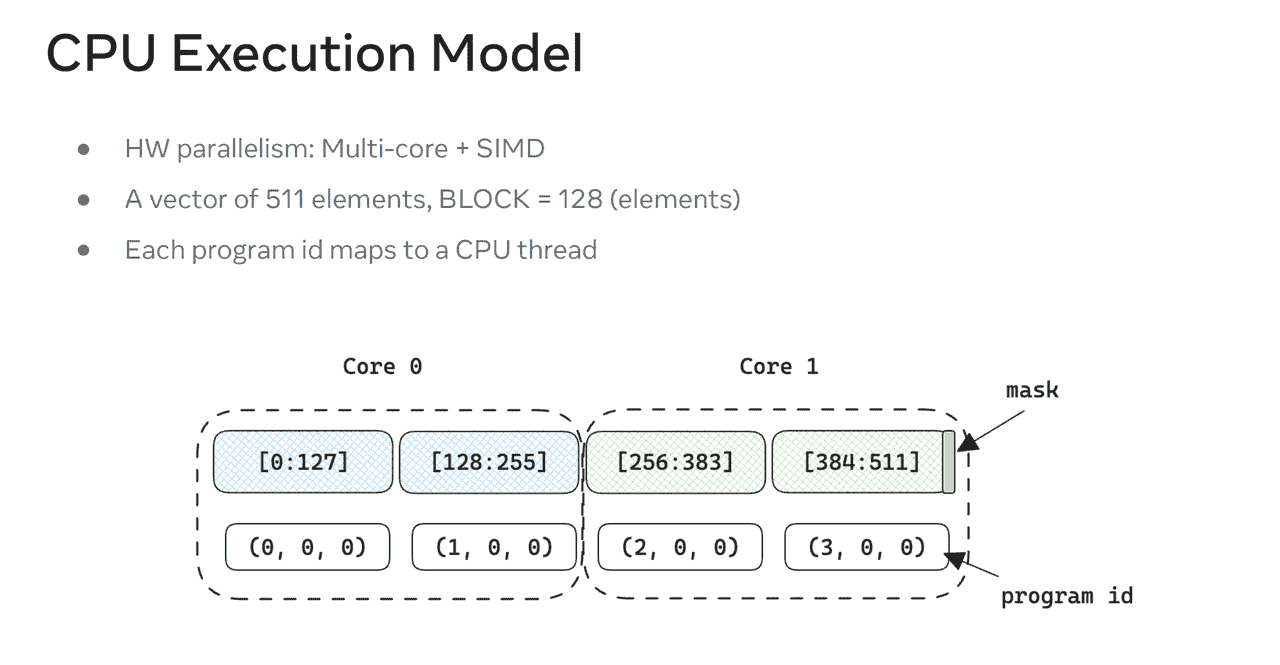 CPU Execution Model
● HW parallelism: Multi-core + SIMD
● A vector of 511 elements, BLOCK = 128 (elements)
● Each program id maps to a CPU thread
Core 0
Core 1
mask
[0:127]
[128:255]
[256:383]
[384:511]
(0, 0, 0)
(1, 0, 0)
(2, 0, 0)
(3, 0, 0)
program id